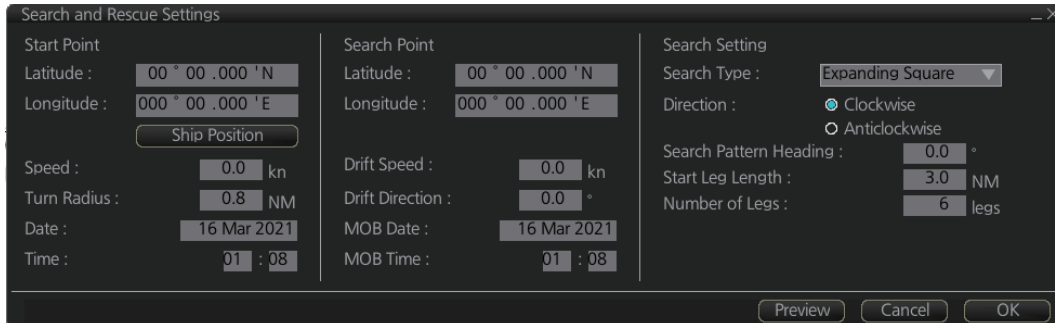 Search and Rescue Settings
Start Point
Latitude : 00 ° 00 .000 ' N
Longitude : 000 ° 00 .000 ' E
Ship Position
Speed : 0.0 kn
Turn Radius : 0.8 NM
Date : 16 Mar 2021
Time : 01 : 08
Search Point
Latitude : 00 ° 00 .000 ' N
Longitude : 000 ° 00 .000 ' E
Drift Speed : 0.0 kn
Drift Direction : 0.0 °
MOB Date : 16 Mar 2021
MOB Time : 01 : 08
Search Setting
Search Type : Expanding Square
Direction : Clockwise
Anticlockwise
Search Pattern Heading : 0.0 °
Start Leg Length : 3.0 NM
Number of Legs : 6 legs
Preview Cancel OK